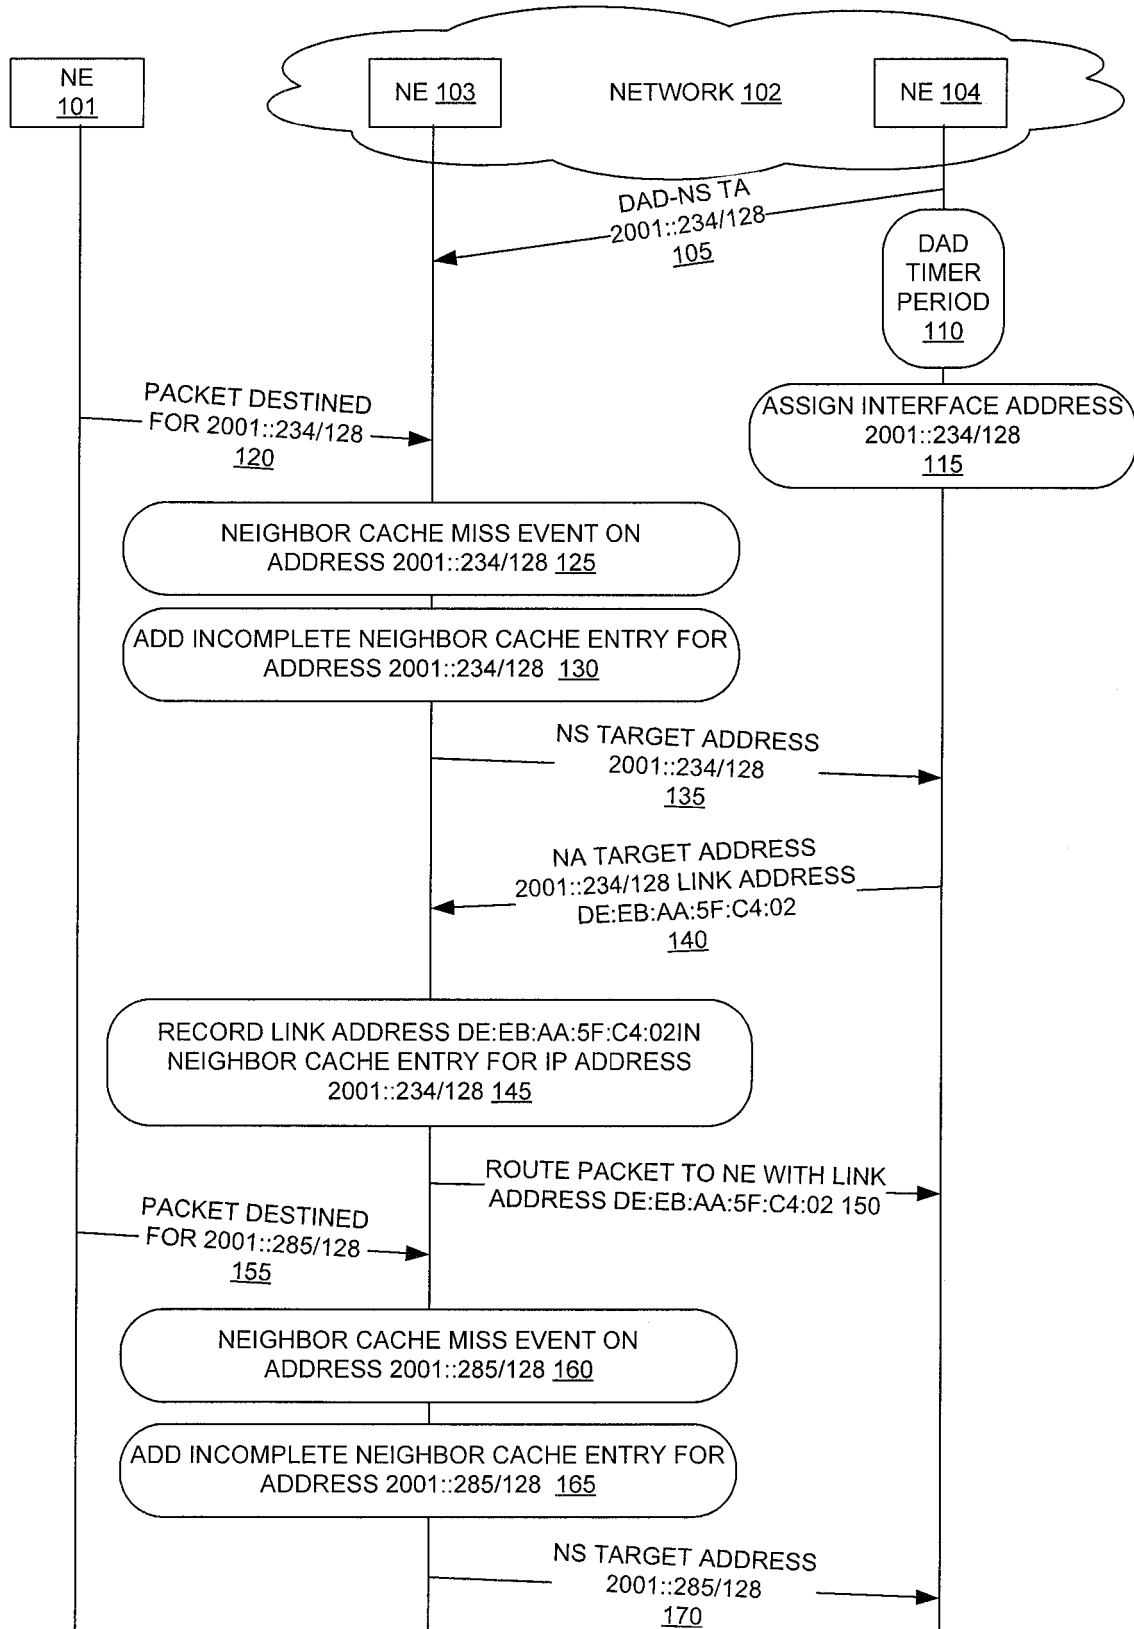 NE
101
NE 103
NETWORK 102
NE 104
DAD-NS TA
2001::234/128
105
DAD
TIMER
PERIOD
110
ASSIGN INTERFACE ADDRESS
2001::234/128
115
PACKET DESTINED
FOR 2001::234/128
120
NEIGHBOR CACHE MISS EVENT ON
ADDRESS 2001::234/128 125
ADD INCOMPLETE NEIGHBOR CACHE ENTRY FOR
ADDRESS 2001::234/128 130
NS TARGET ADDRESS
2001::234/128
135
NA TARGET ADDRESS
2001::234/128 LINK ADDRESS
DE:EB:AA:5F:C4:02
140
RECORD LINK ADDRESS DE:EB:AA:5F:C4:02IN
NEIGHBOR CACHE ENTRY FOR IP ADDRESS
2001::234/128 145
ROUTE PACKET TO NE WITH LINK
ADDRESS DE:EB:AA:5F:C4:02 150
PACKET DESTINED
FOR 2001::285/128
155
NEIGHBOR CACHE MISS EVENT ON
ADDRESS 2001::285/128 160
ADD INCOMPLETE NEIGHBOR CACHE ENTRY FOR
ADDRESS 2001::285/128 165
NS TARGET ADDRESS
2001::285/128
170